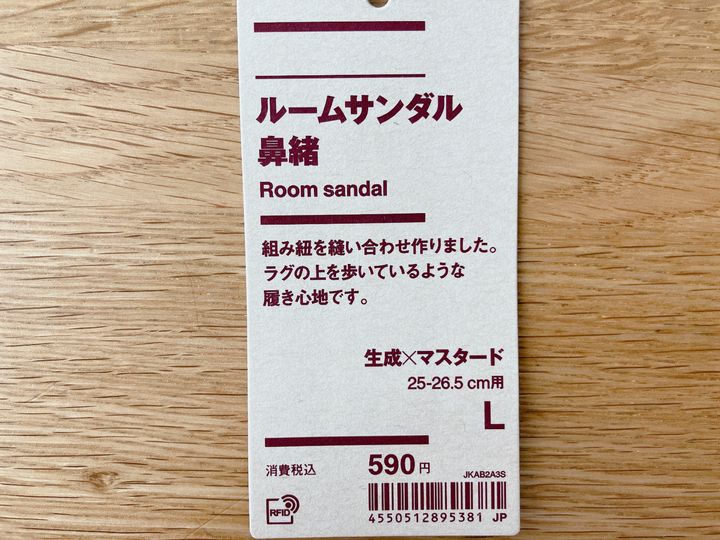 ルームサンダル
鼻緒
Room sandal
組み紐を縫い合わせ作りました。
ラグの上を歩いているような
履き心地です。
生成×マスタード
25-26.5 cm用
L
消費税込 590円
JKAB2A3S
RFID
4550512895381 JP